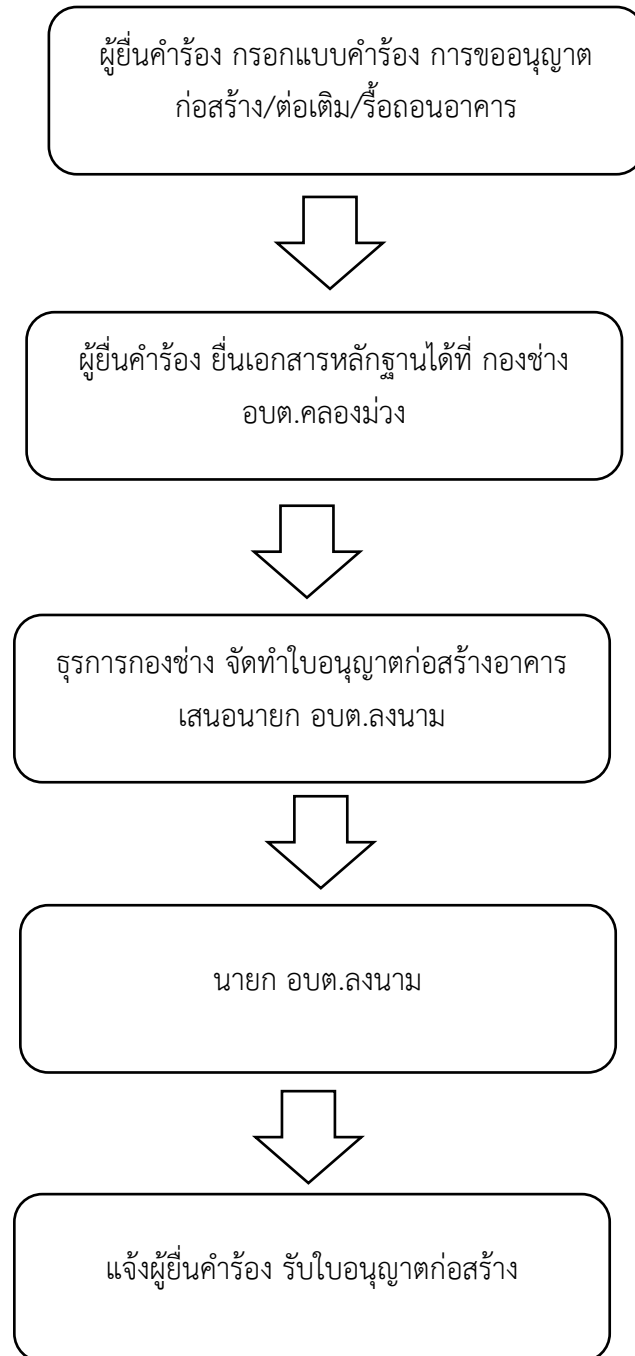 ผู้ยื่นคำร้อง กรอกแบบคำร้อง การขออนุญาต
ก่อสร้าง/ต่อเติม/รื้อถอนอาคาร
ผู้ยื่นคำร้อง ยื่นเอกสารหลักฐานได้ที่ กองช่าง
อบต.คลองม่วง
ธุรการกองช่าง จัดทำใบอนุญาตก่อสร้างอาคาร
เสนอนายก อบต.ลงนาม
นายก อบต.ลงนาม
แจ้งผู้ยื่นคำร้อง รับใบอนุญาตก่อสร้าง